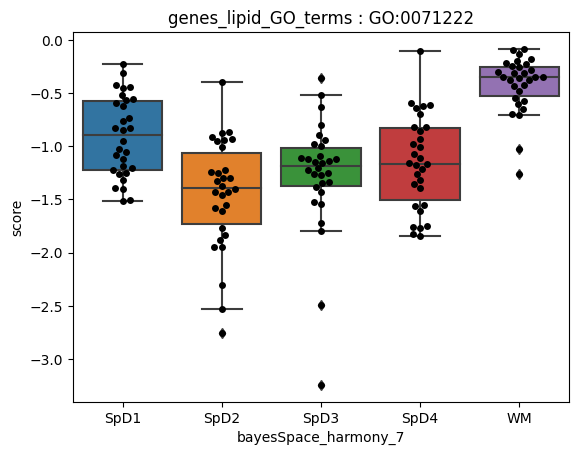 genes_lipid_GO_terms : GO:0071222
0.0
−0.5
−1.0
−1.5
−2.0
−2.5
−3.0
score
SpD1 SpD2 SpD3 SpD4 WM
bayesSpace_harmony_7